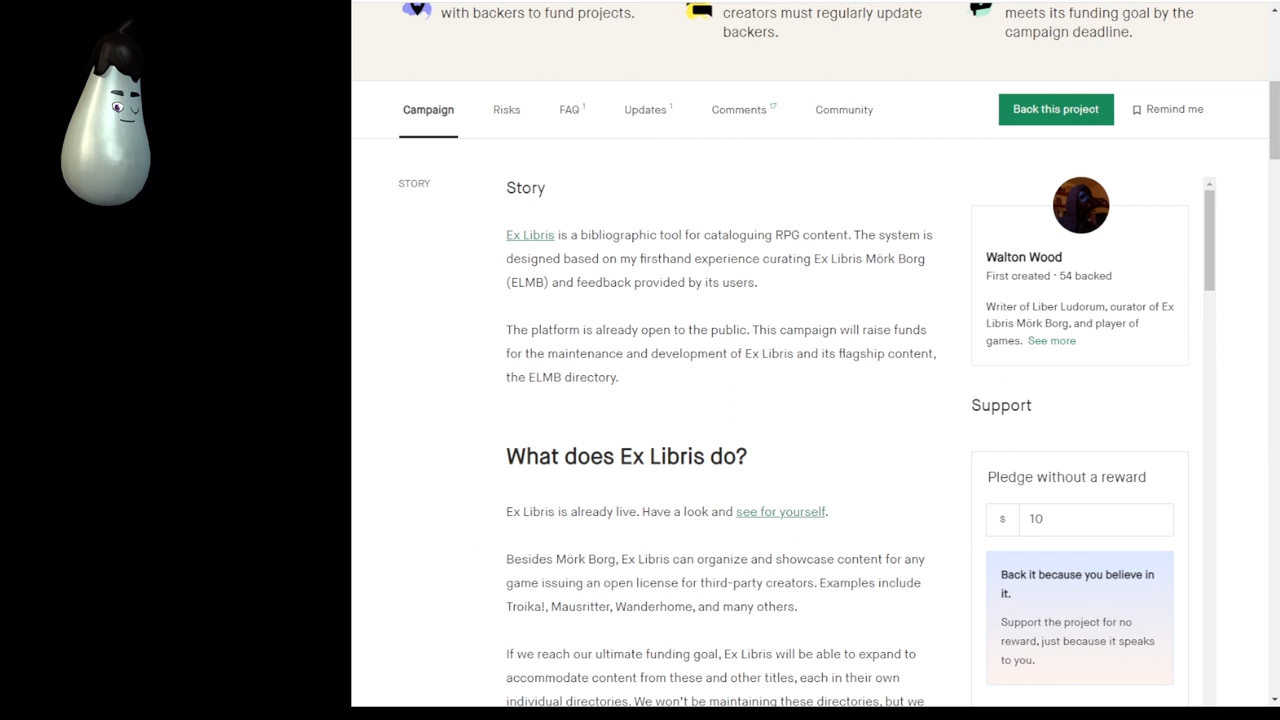 with backers to fund projects.
creators must regularly update
backers.
meets its funding goal by the
campaign deadline.
Campaign
Risks
FAQ 1
Updates 1
Comments 17
Community
Back this project
Remind me
STORY
Story
Ex Libris is a bibliographic tool for cataloguing RPG content. The system is
designed based on my firsthand experience curating Ex Libris Mörk Borg
(ELMB) and feedback provided by its users.
The platform is already open to the public. This campaign will raise funds
for the maintenance and development of Ex Libris and its flagship content,
the ELMB directory.
What does Ex Libris do?
Ex Libris is already live. Have a look and see for yourself.
Besides Mörk Borg, Ex Libris can organize and showcase content for any
game issuing an open license for third-party creators. Examples include
Troika!, Mausritter, Wanderhome, and many others.
If we reach our ultimate funding goal, Ex Libris will be able to expand to
accommodate content from these and other titles, each in their own
individual directories. We won't be maintaining these directories, but we
Walton Wood
First created · 54 backed
Writer of Liber Ludorum, curator of Ex
Libris Mörk Borg, and player of
games. See more
Support
Pledge without a reward
$ 10
Back it because you believe in
it.
Support the project for no
reward, just because it speaks
to you.